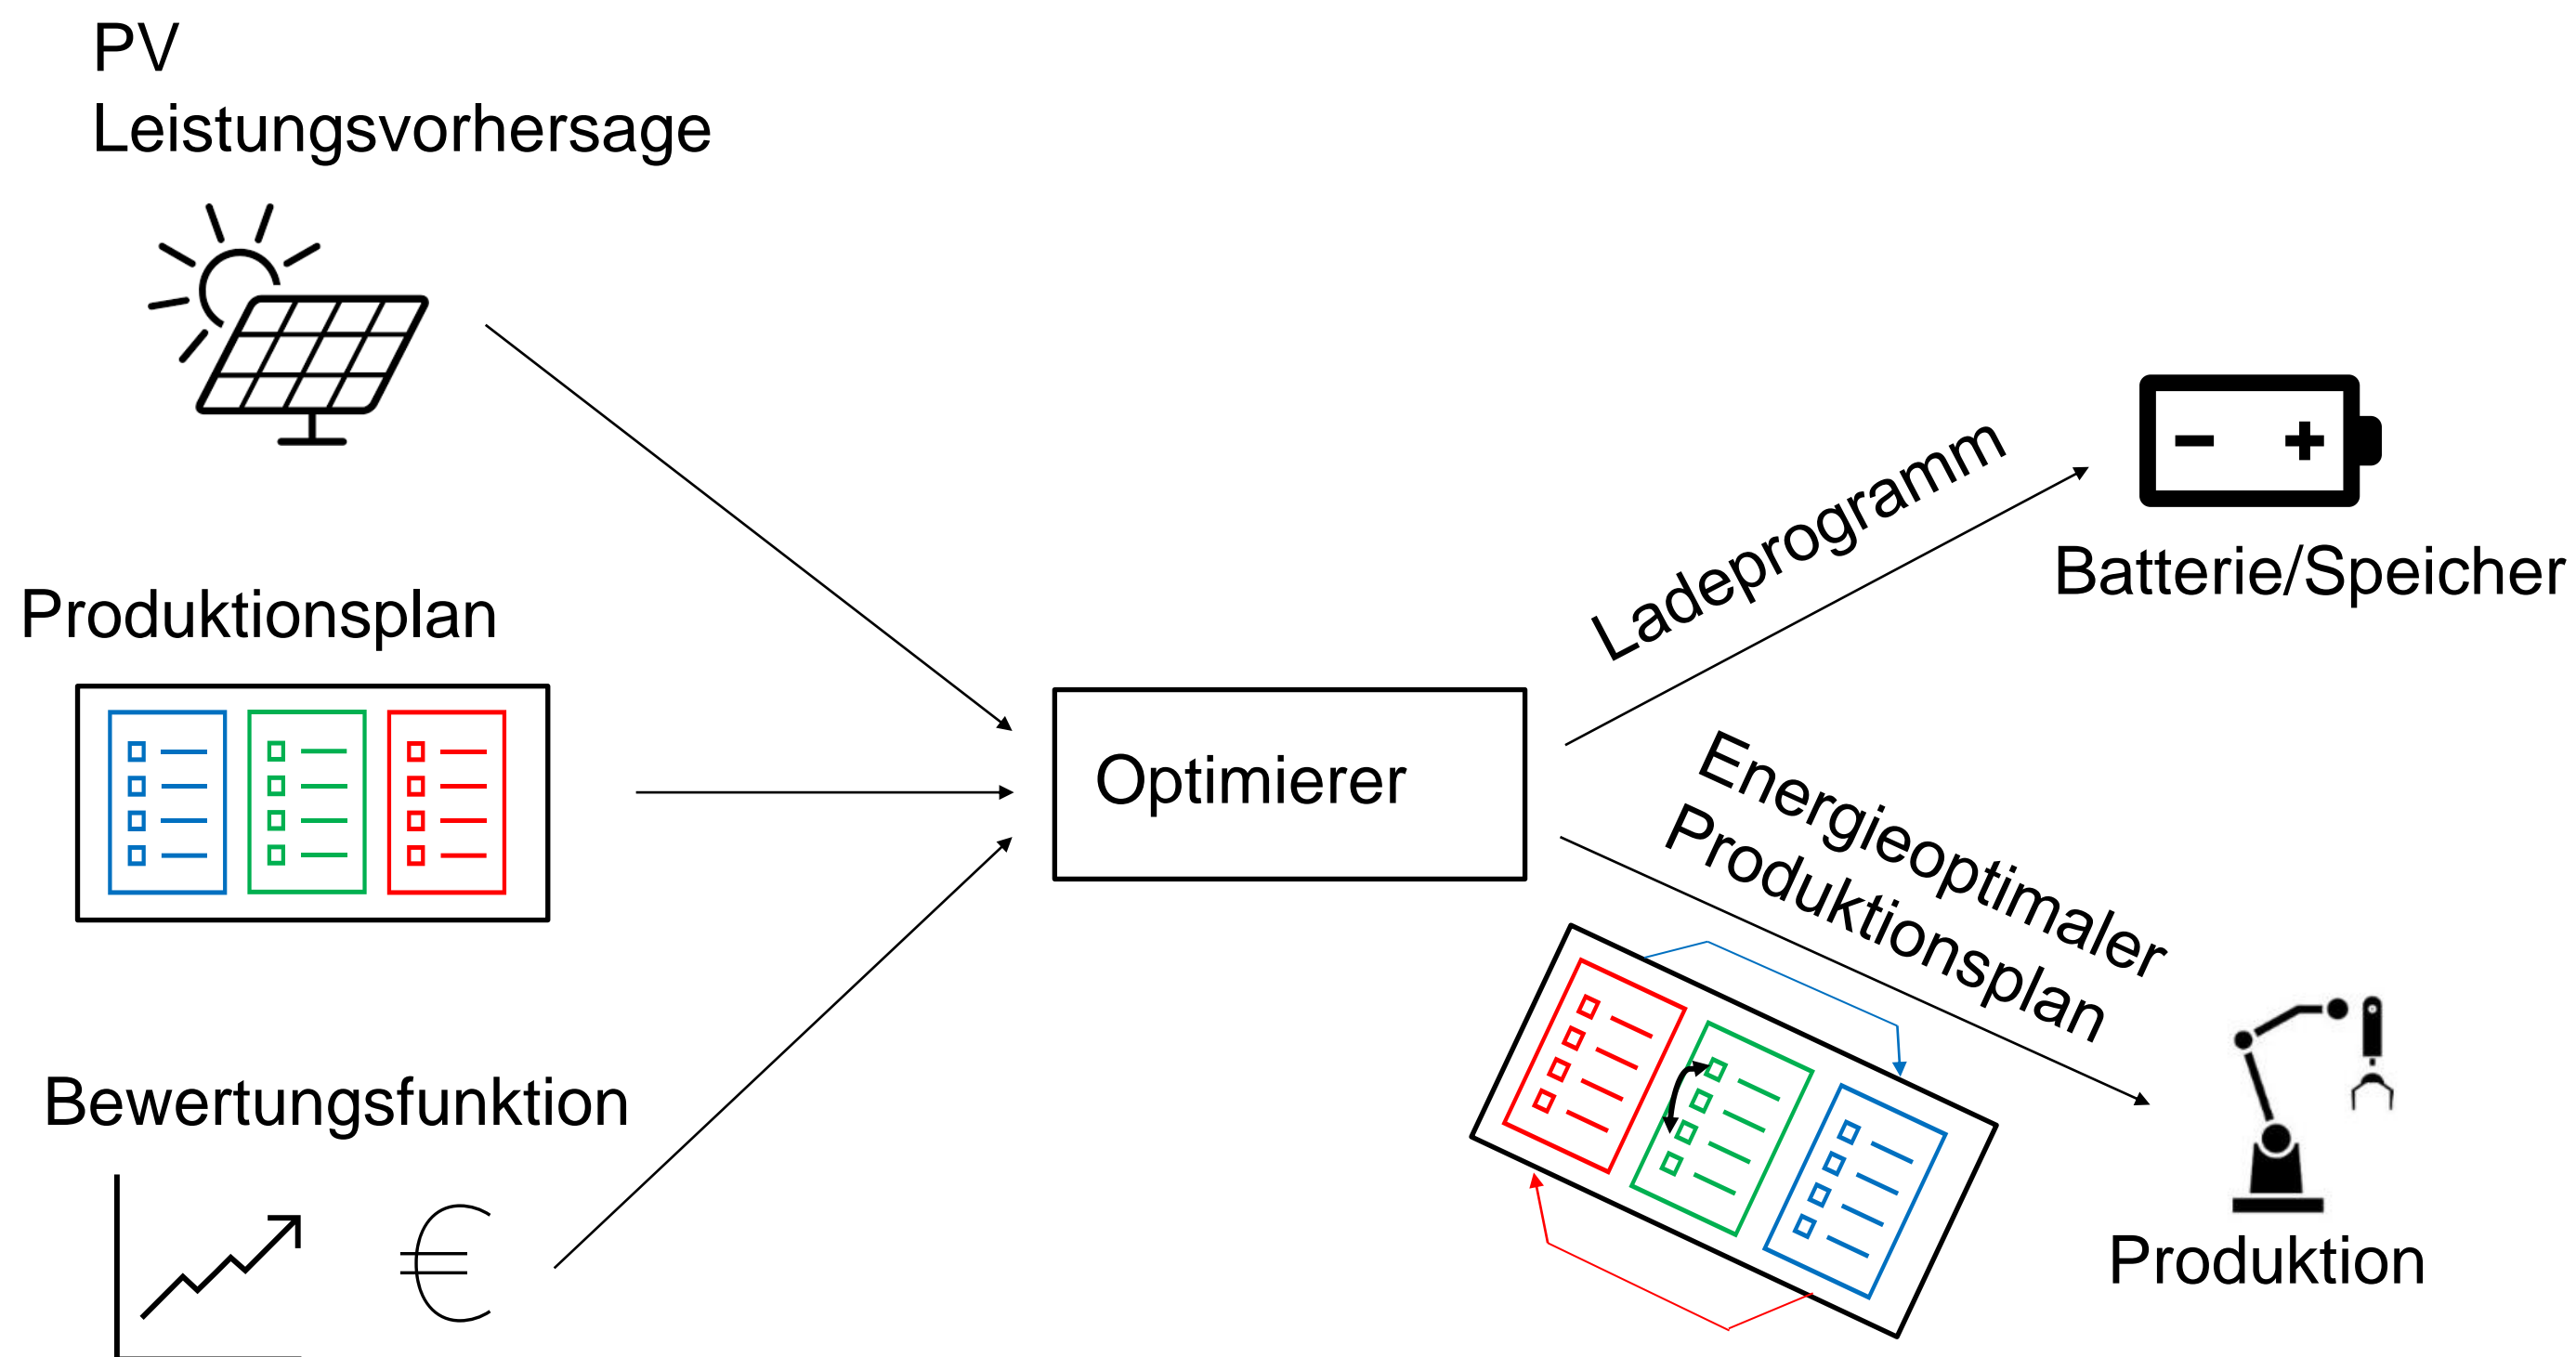 PV
Leistungsvorhersage
Produktionsplan
Bewertungsfunktion
€
Optimierer
Ladeprogramm
Batterie/Speicher
Energieoptimaler
Produktionsplan
Produktion